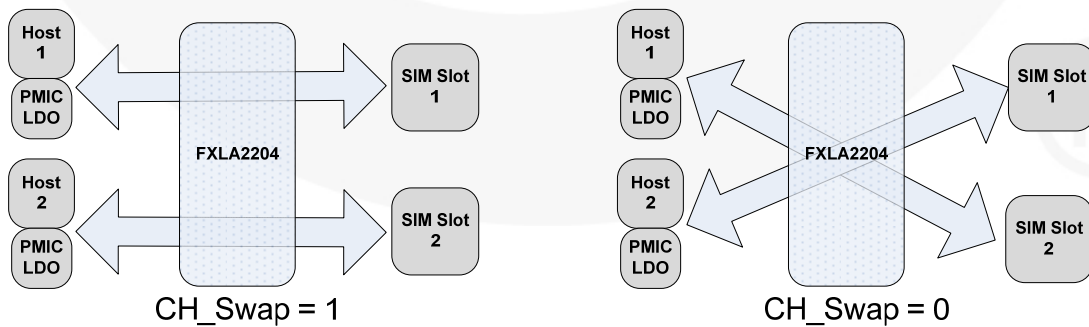 Host
1
PMIC
LDO
Host
2
PMIC
LDO
FXLA2204
SIM Slot
1
SIM Slot
2
CH_Swap = 1
Host
1
PMIC
LDO
Host
2
PMIC
LDO
FXLA2204
SIM Slot
1
SIM Slot
2
CH_Swap = 0